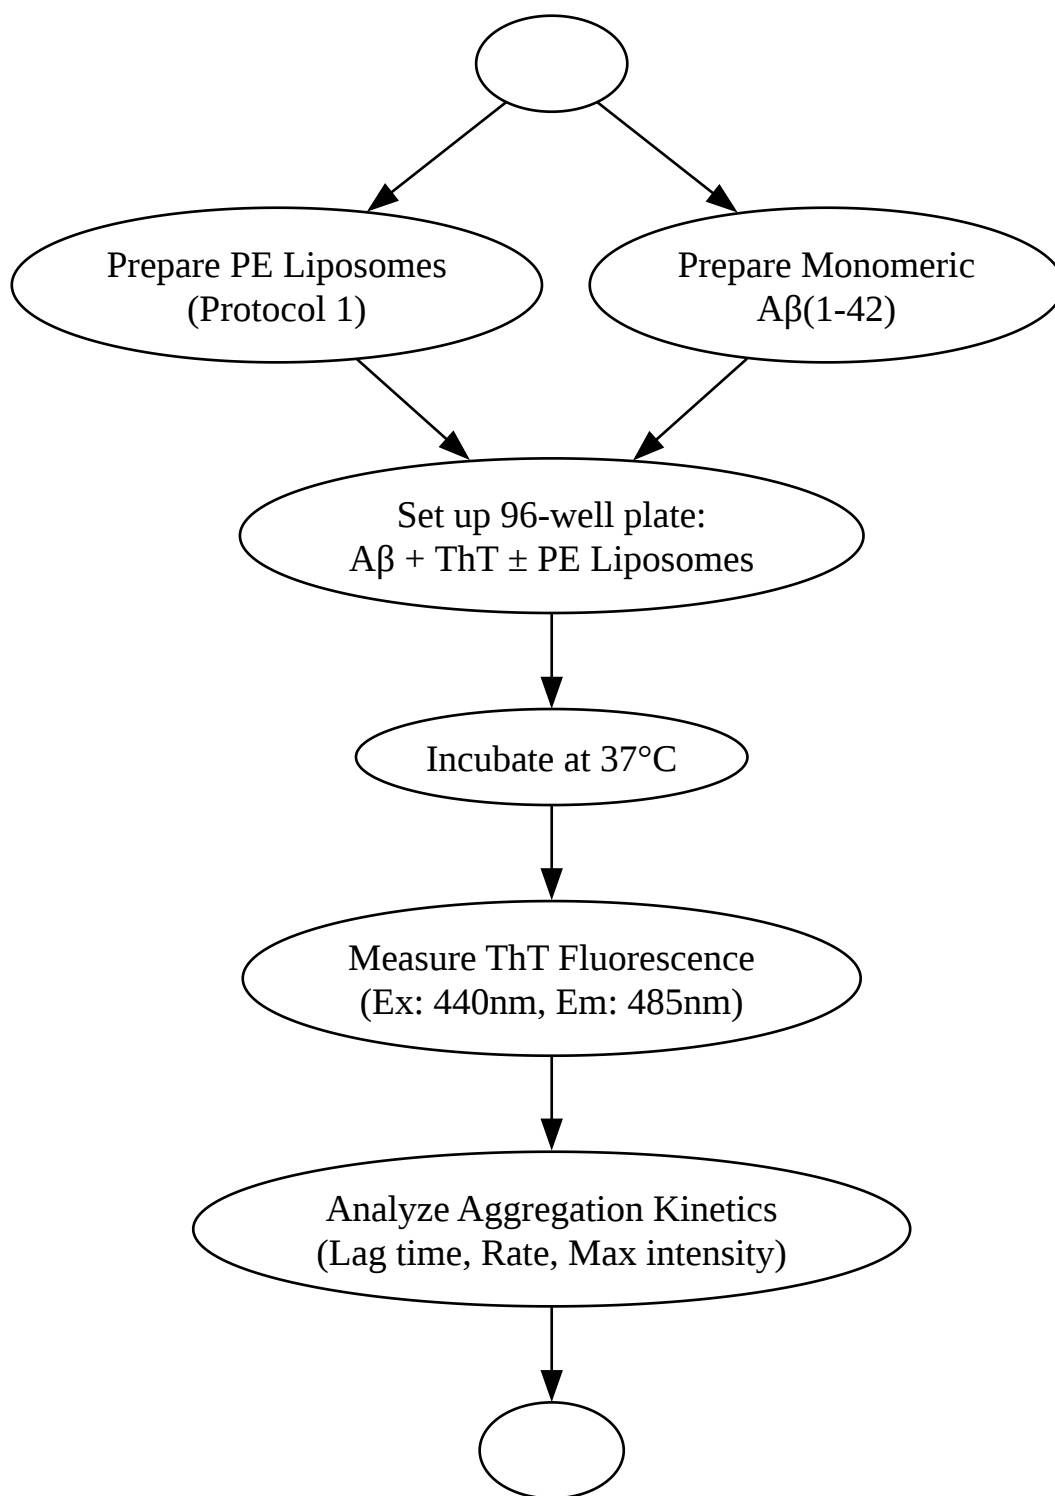 Prepare PE Liposomes
(Protocol 1)
Prepare Monomeric
Aβ(1-42)
Set up 96-well plate:
Aβ + ThT ± PE Liposomes
Incubate at 37°C
Measure ThT Fluorescence
(Ex: 440nm, Em: 485nm)
Analyze Aggregation Kinetics
(Lag time, Rate, Max intensity)